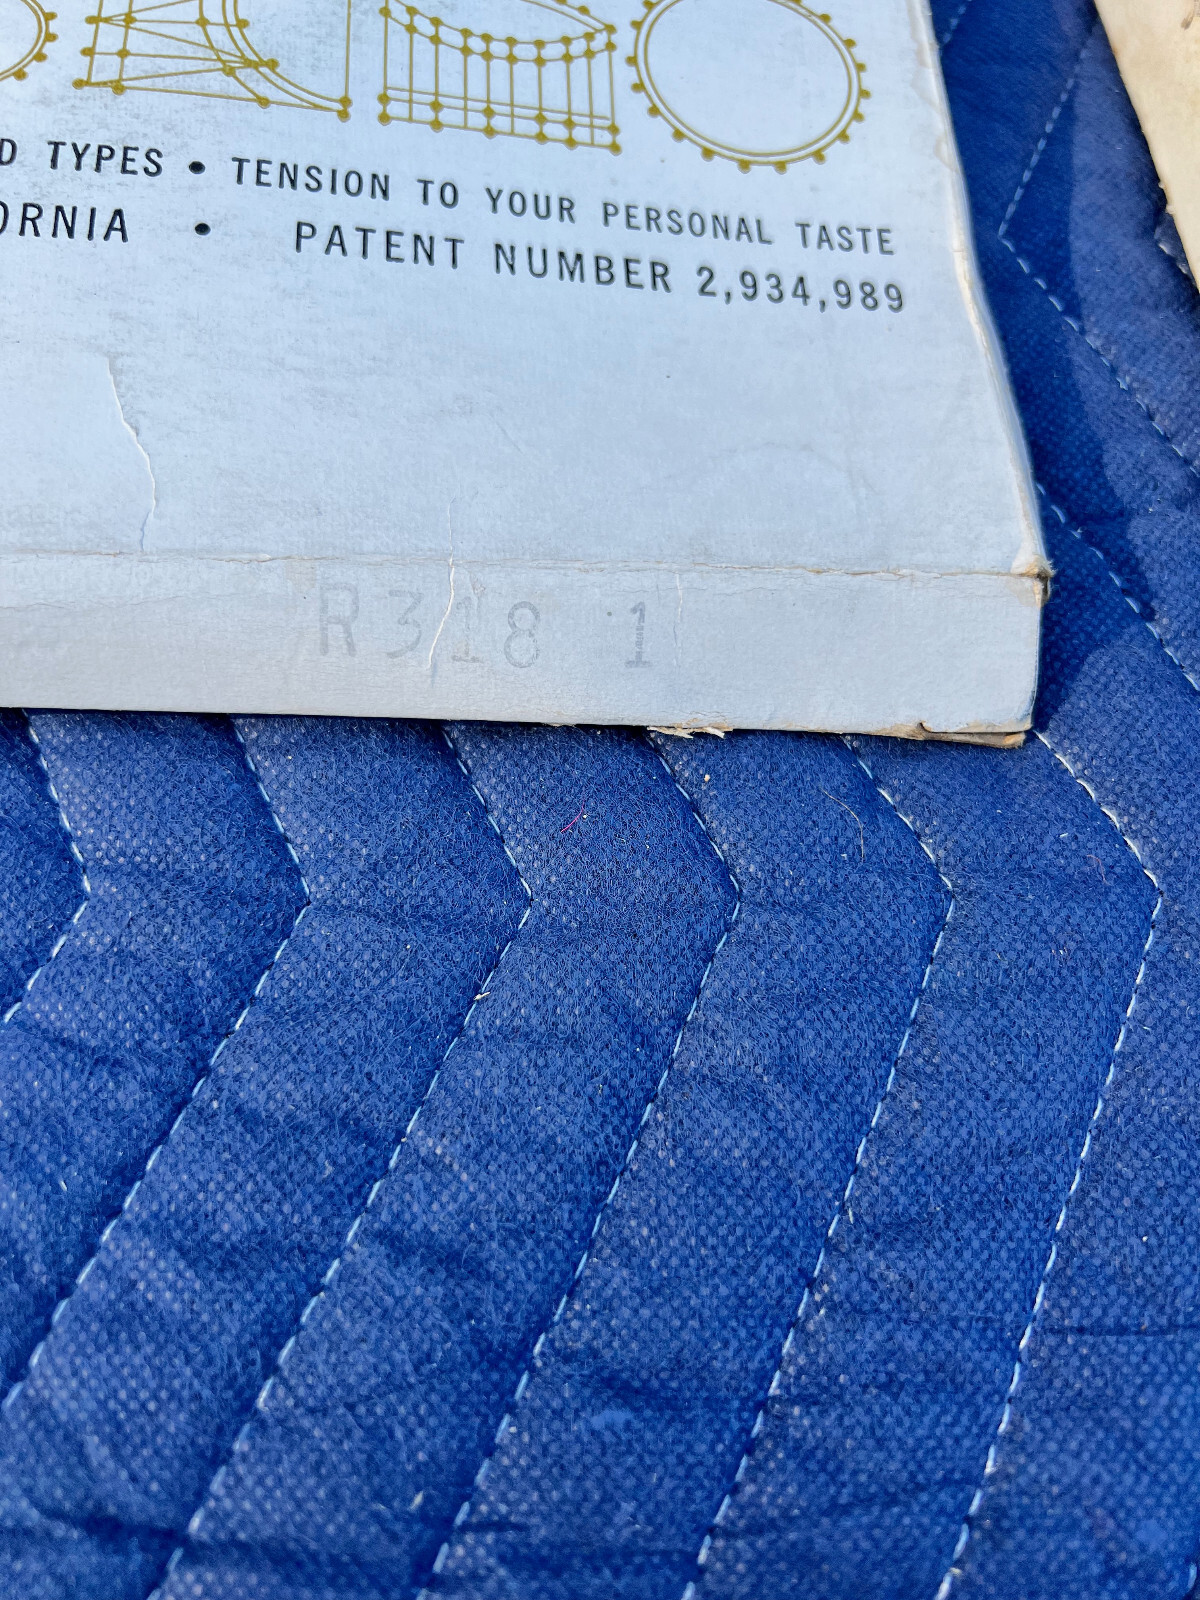 D TYPES • TENSION TO YOUR PERSONAL TASTE
ORNIA • PATENT NUMBER 2,934,989
R318 1